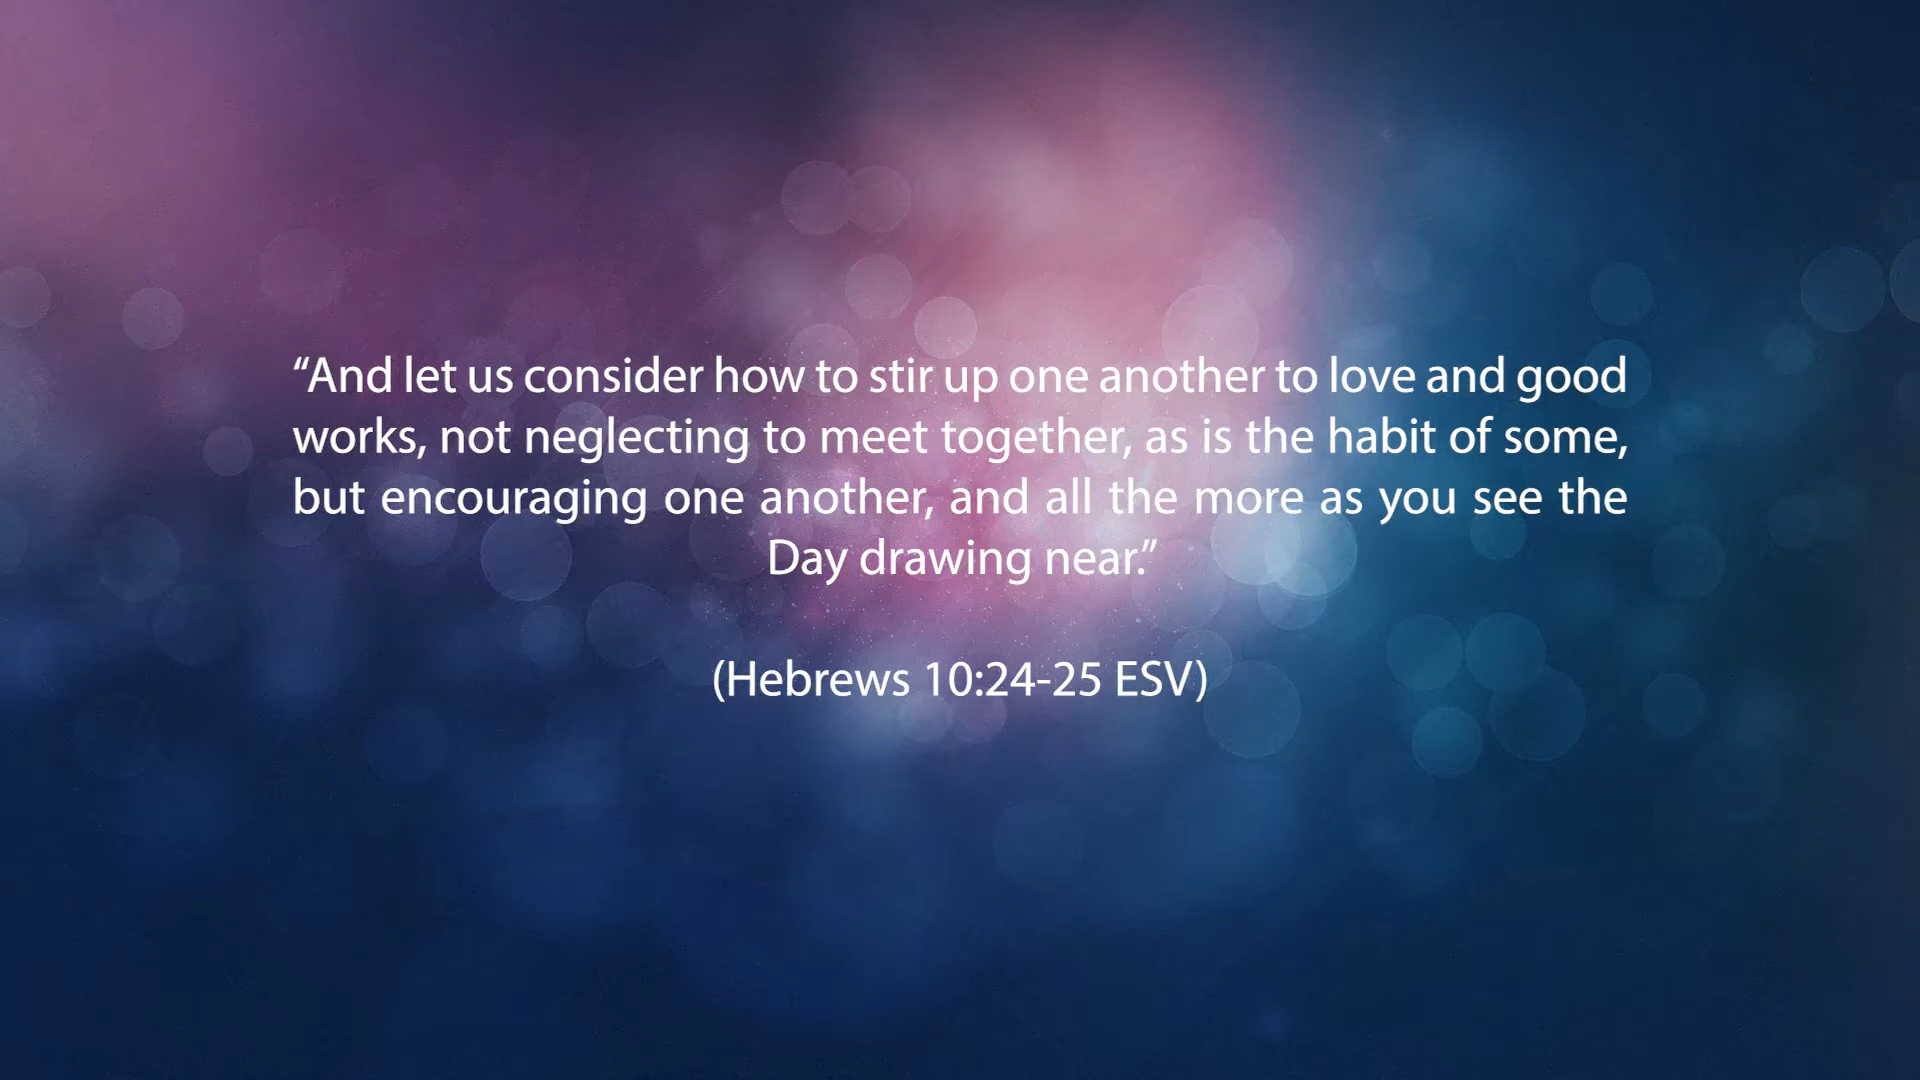 “And let us consider how to stir up one another to love and good
works, not neglecting to meet together, as is the habit of some,
but encouraging one another, and all the more as you see the
Day drawing near.”
(Hebrews 10:24-25 ESV)